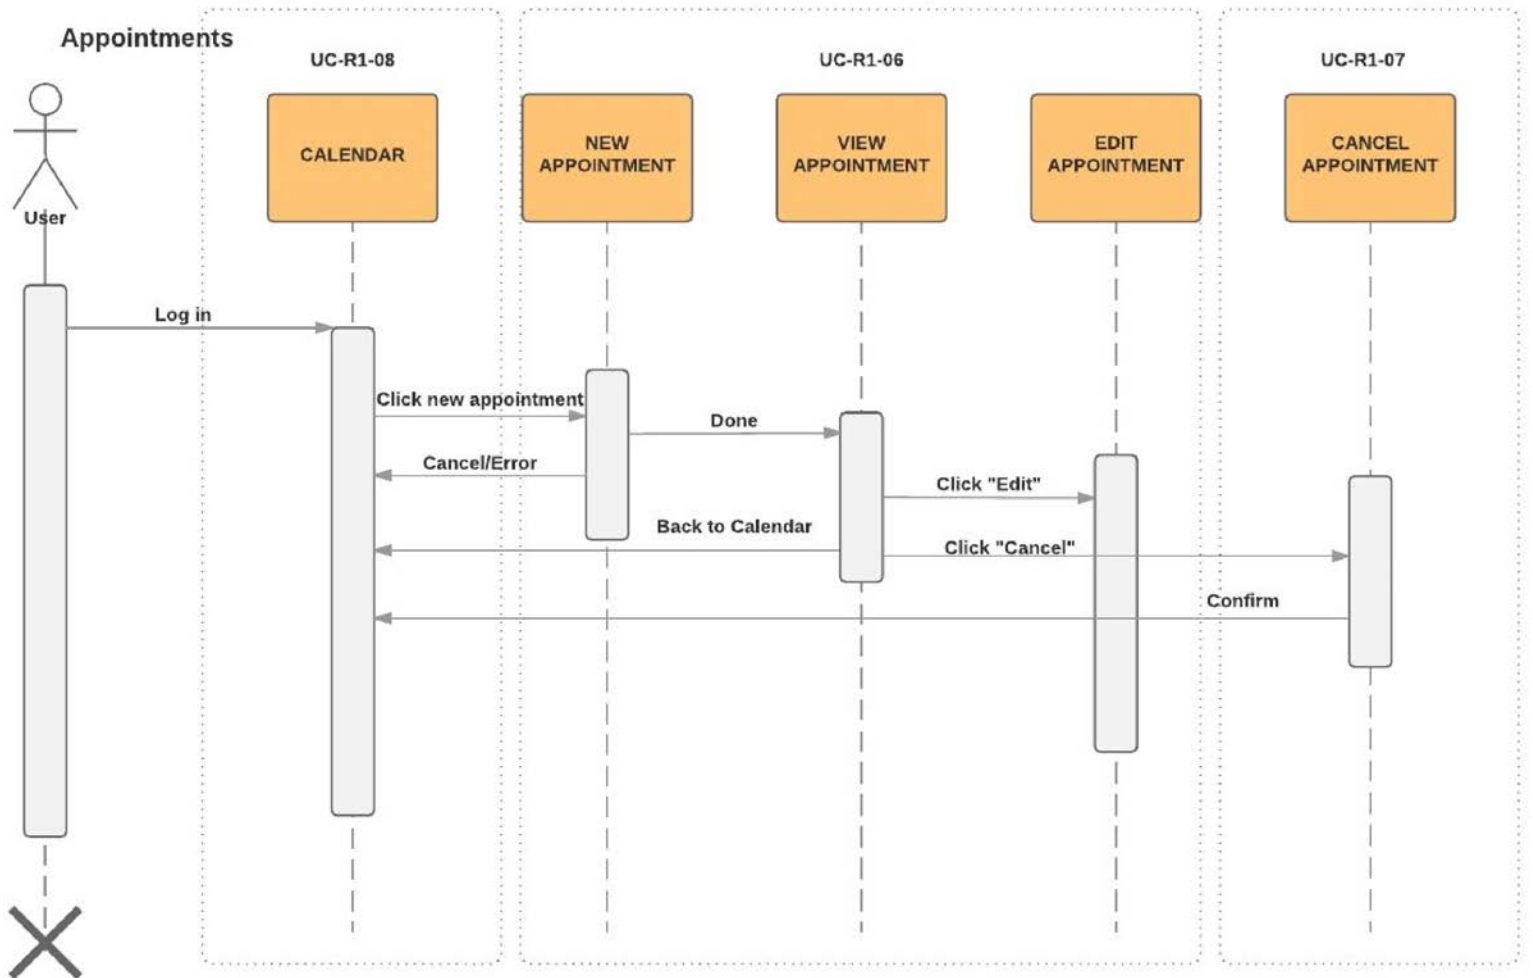 Appointments
UC-R1-08
UC-R1-06
UC-R1-07
CALENDAR
NEW
APPOINTMENT
VIEW
APPOINTMENT
EDIT
APPOINTMENT
CANCEL
APPOINTMENT
User
Log in
Click new appointment
Done
Cancel/Error
Click "Edit"
Back to Calendar
Click "Cancel"
Confirm